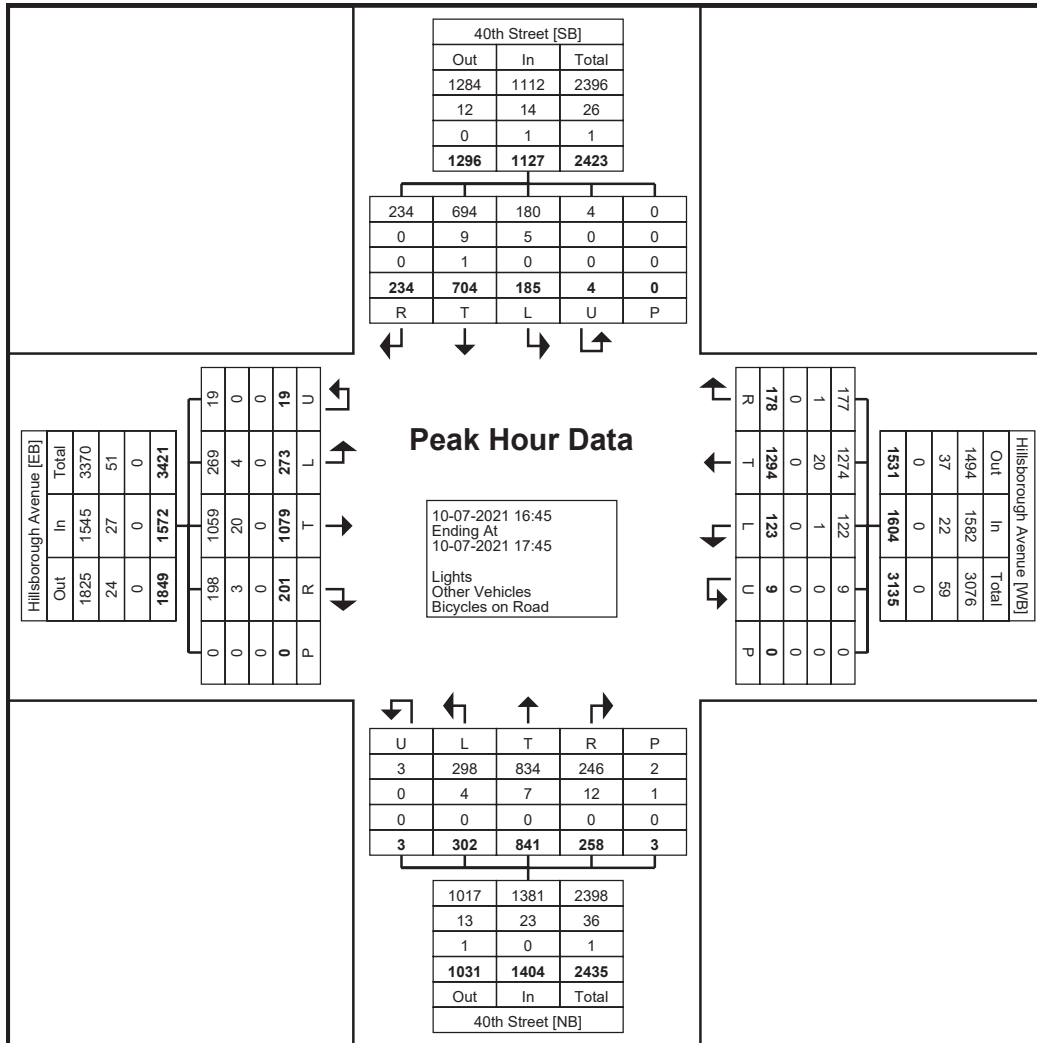 40th Street [SB]
Out In Total
1284 1112 2396
12 14 26
0 1 1
1296 1127 2423
234 694 180 4 0
0 9 5 0 0
0 1 0 0 0
234 704 185 4 0
R T L U P
Hillsborough Avenue [EB]
Total In Out
3370 1545 1825
51 27 24
0 0 0
3421 1572 1849
19 269 1059 198 0
0 4 20 3 0
0 0 0 0 0
19 273 1079 201 0
U L T R P
Peak Hour Data
10-07-2021 16:45
Ending At
10-07-2021 17:45
Lights
Other Vehicles
Bicycles on Road
Hillsborough Avenue [WB]
Out In Total
1494 1582 3076
37 22 59
0 0 0
1531 1604 3135
177 1274 122 9 0
1 20 1 0 0
0 0 0 0 0
178 1294 123 9 0
R T L U P
U L T R P
3 298 834 246 2
0 4 7 12 1
0 0 0 0 0
3 302 841 258 3
1017 1381 2398
13 23 36
1 0 1
1031 1404 2435
Out In Total
40th Street [NB]